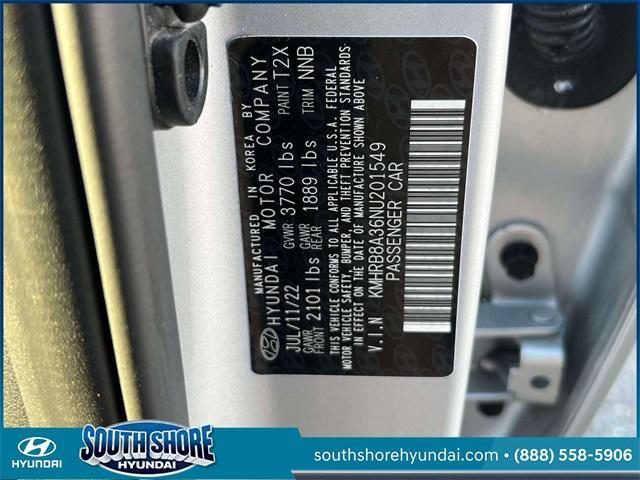 MANUFACTURED IN KOREA BY
HYUNDAI MOTOR COMPANY
JUL/11/22 GVWR 3770 lbs PAINT T2X
GAWR FRONT 2101 lbs GAWR REAR 1889 lbs TRIM NNB
THIS VEHICLE CONFORMS TO ALL APPLICABLE U.S.A. FEDERAL
MOTOR VEHICLE SAFETY, BUMPER, AND THEFT PREVENTION STANDARDS
IN EFFECT ON THE DATE OF MANUFACTURE SHOWN ABOVE
V.I.N KMHRB8A36NU201549
PASSENGER CAR
HYUNDAI
SOUTH SHORE
HYUNDAI
southshorehyundai.com • (888) 558-5906